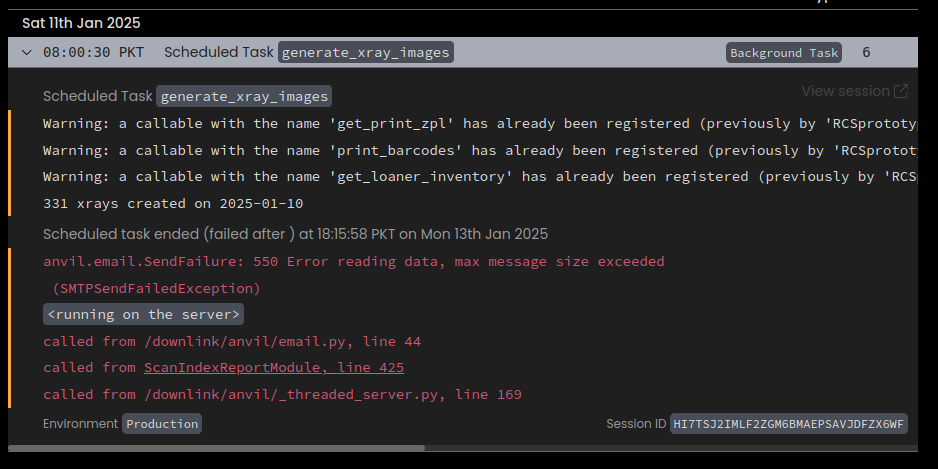 Sat 11th Jan 2025
08:00:30 PKT Scheduled Task generate_xray_images Background Task 6
Scheduled Task generate_xray_images View session
Warning: a callable with the name 'get_print_zpl' has already been registered (previously by 'RCSprototy
Warning: a callable with the name 'print_barcodes' has already been registered (previously by 'RCSprotot
Warning: a callable with the name 'get_loaner_inventory' has already been registered (previously by 'RCS
331 xrays created on 2025-01-10
Scheduled task ended (failed after ) at 18:15:58 PKT on Mon 13th Jan 2025
anvil.email.SendFailure: 550 Error reading data, max message size exceeded
(SMTPSendFailedException)
<running on the server>
called from /downlink/anvil/email.py, line 44
called from ScanIndexReportModule, line 425
called from /downlink/anvil/_threaded_server.py, line 169
Environment Production Session ID HI7TSJ2IMLF2ZGM6BMAEPSAVJDFZX6WF